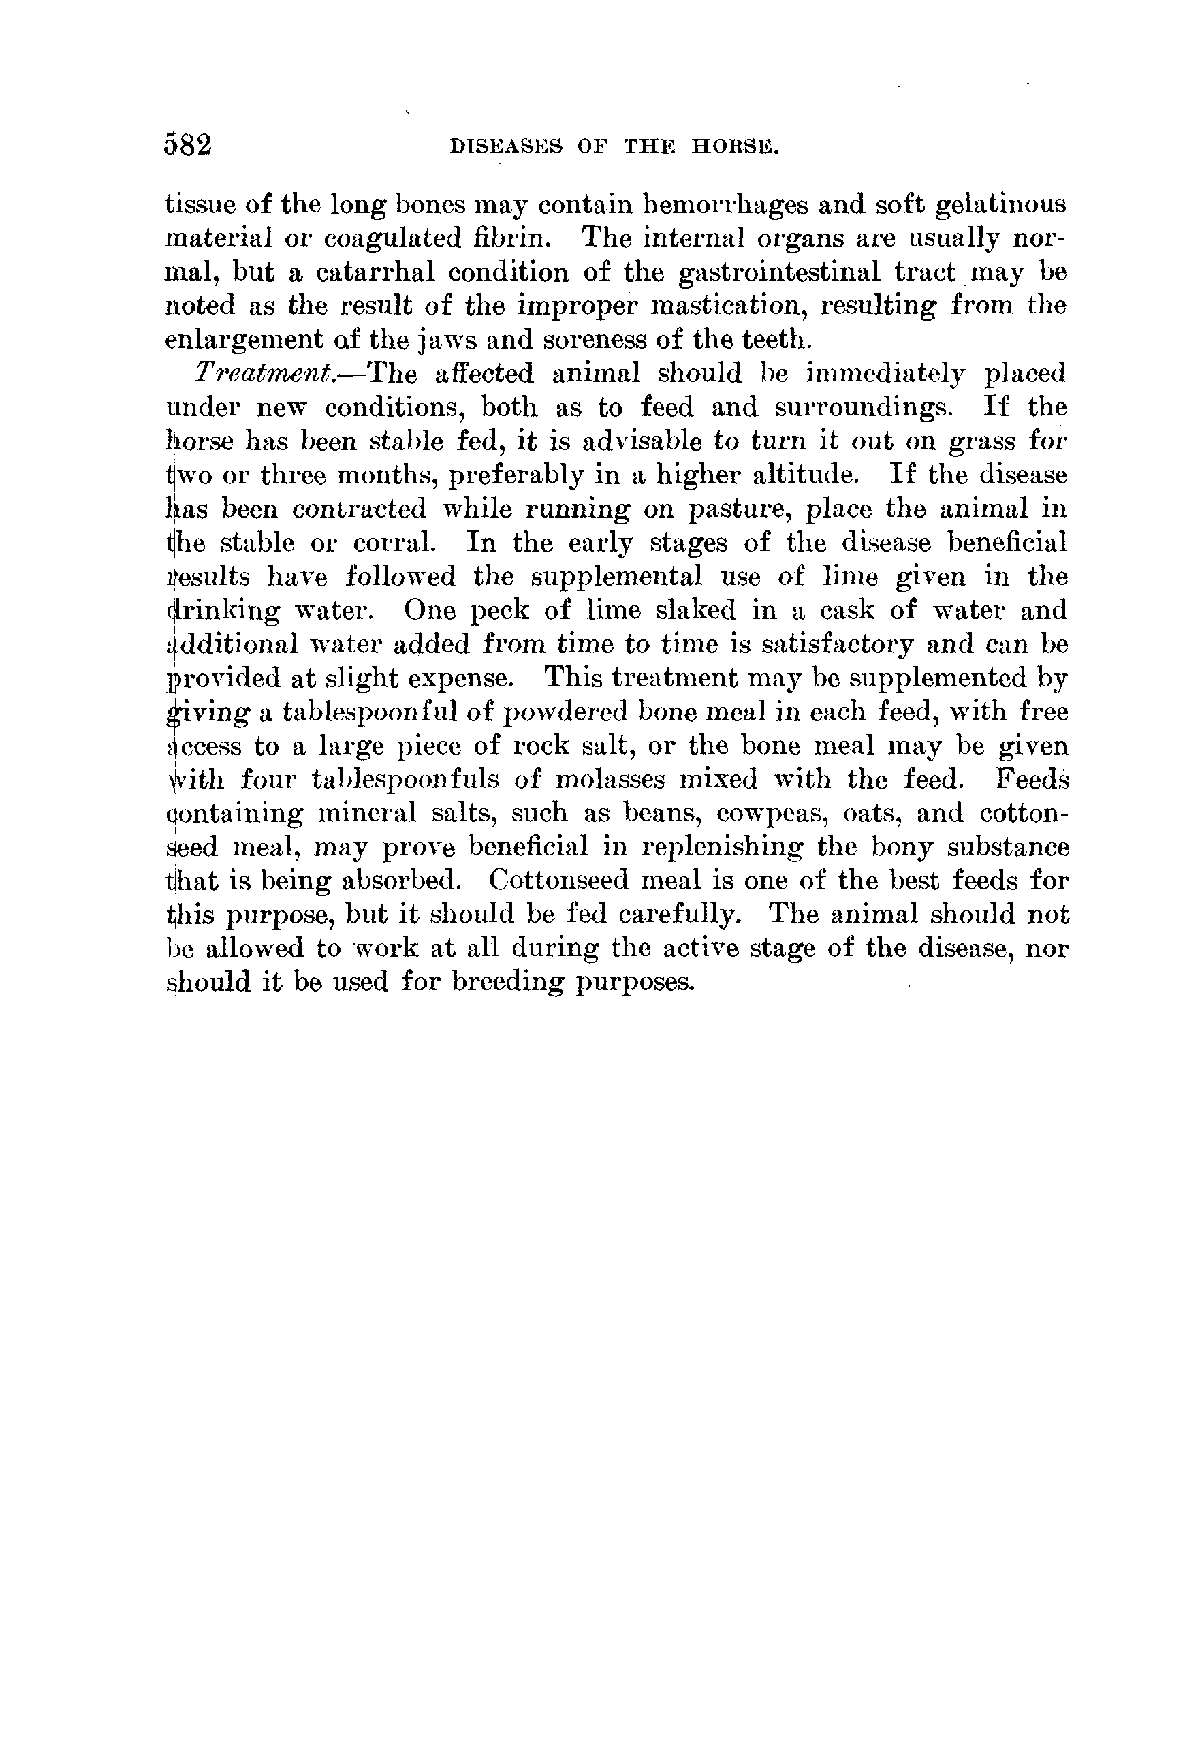 582 DISEASES OF THE HORSE.
tissue of the long bones may contain hemorrhages and soft gelatinous
material or coagulated fibrin. The internal organs are usually nor-
mal, but a catarrhal condition of the gastrointestinal tract may be
noted as the result of the improper mastication, resulting from the
enlargement of the jaws and soreness of the teeth.
Treatment.—The affected animal should be immediately placed
under new conditions, both as to feed and surroundings. If the
horse has been stable fed, it is advisable to turn it out on grass for
two or three months, preferably in a higher altitude. If the disease
has been contracted while running on pasture, place the animal in
the stable or corral. In the early stages of the disease beneficial
results have followed the supplemental use of lime given in the
drinking water. One peck of lime slaked in a cask of water and
additional water added from time to time is satisfactory and can be
provided at slight expense. This treatment may be supplemented by
giving a tablespoonful of powdered bone meal in each feed, with free
access to a large piece of rock salt, or the bone meal may be given
with four tablespoonfuls of molasses mixed with the feed. Feeds
containing mineral salts, such as beans, cowpeas, oats, and cotton-
seed meal, may prove beneficial in replenishing the bony substance
that is being absorbed. Cottonseed meal is one of the best feeds for
this purpose, but it should be fed carefully. The animal should not
be allowed to work at all during the active stage of the disease, nor
should it be used for breeding purposes.